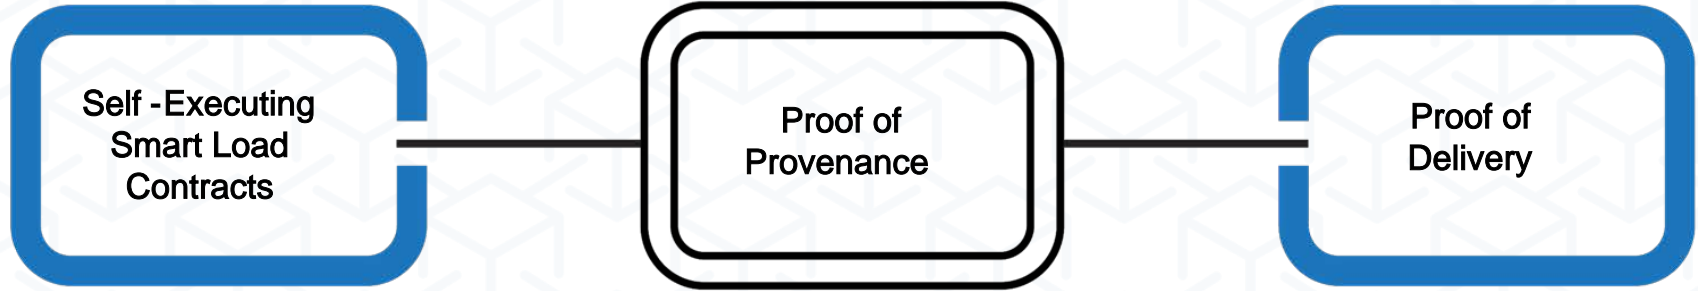 Self -Executing
Smart Load
Contracts
Proof of
Provenance
Proof of
Delivery